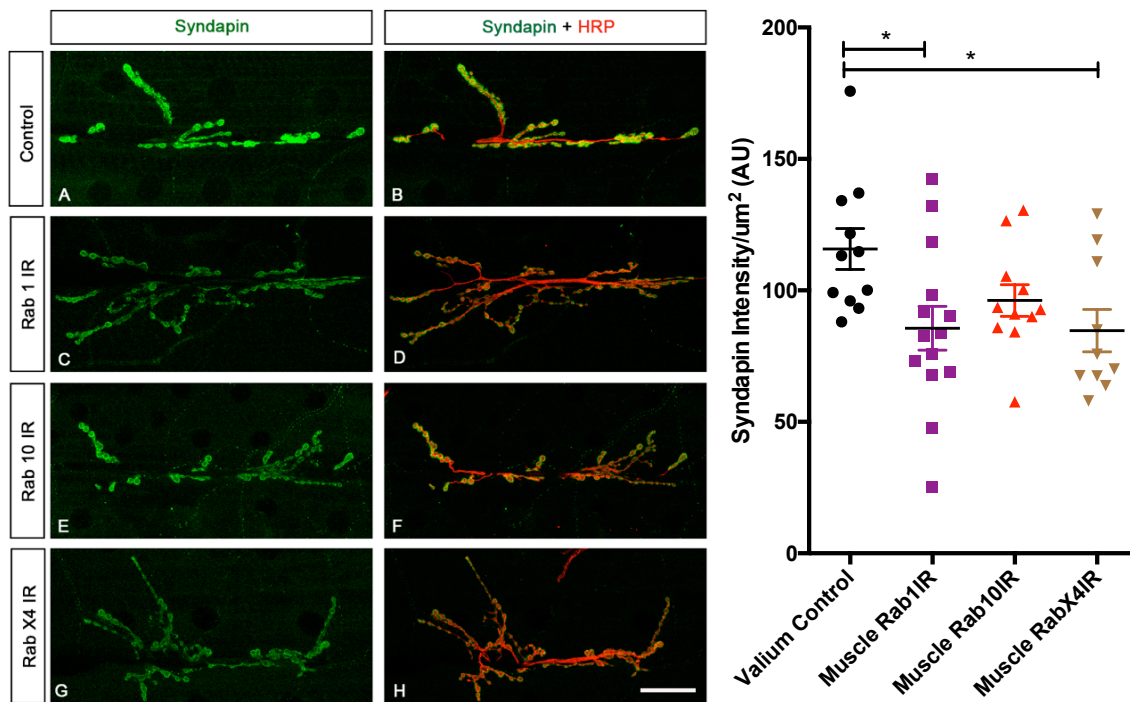 Syndapin
Syndapin + HRP
Control
A
B
Rab 1 IR
C
D
Rab 10 IR
E
F
Rab X4 IR
G
H
Syndapin Intensity/um² (AU)
200
150
100
50
0
*
*
Valium Control
Muscle Rab1IR
Muscle Rab10IR
Muscle RabX4IR